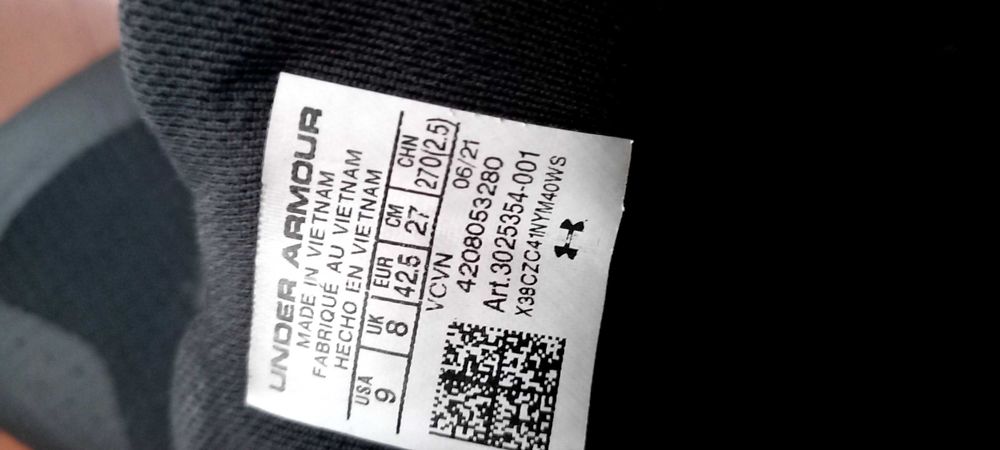 UNDER ARMOUR
MADE IN VIETNAM
FABRIQUÉ AU VIETNAM
HECHO EN VIETNAM
USA UK EUR CM CHN
9 8 42.5 27 270(2.5)
VCVN 06/21
4208053280
Art.3025354-001
X38CZC41NYM40WS